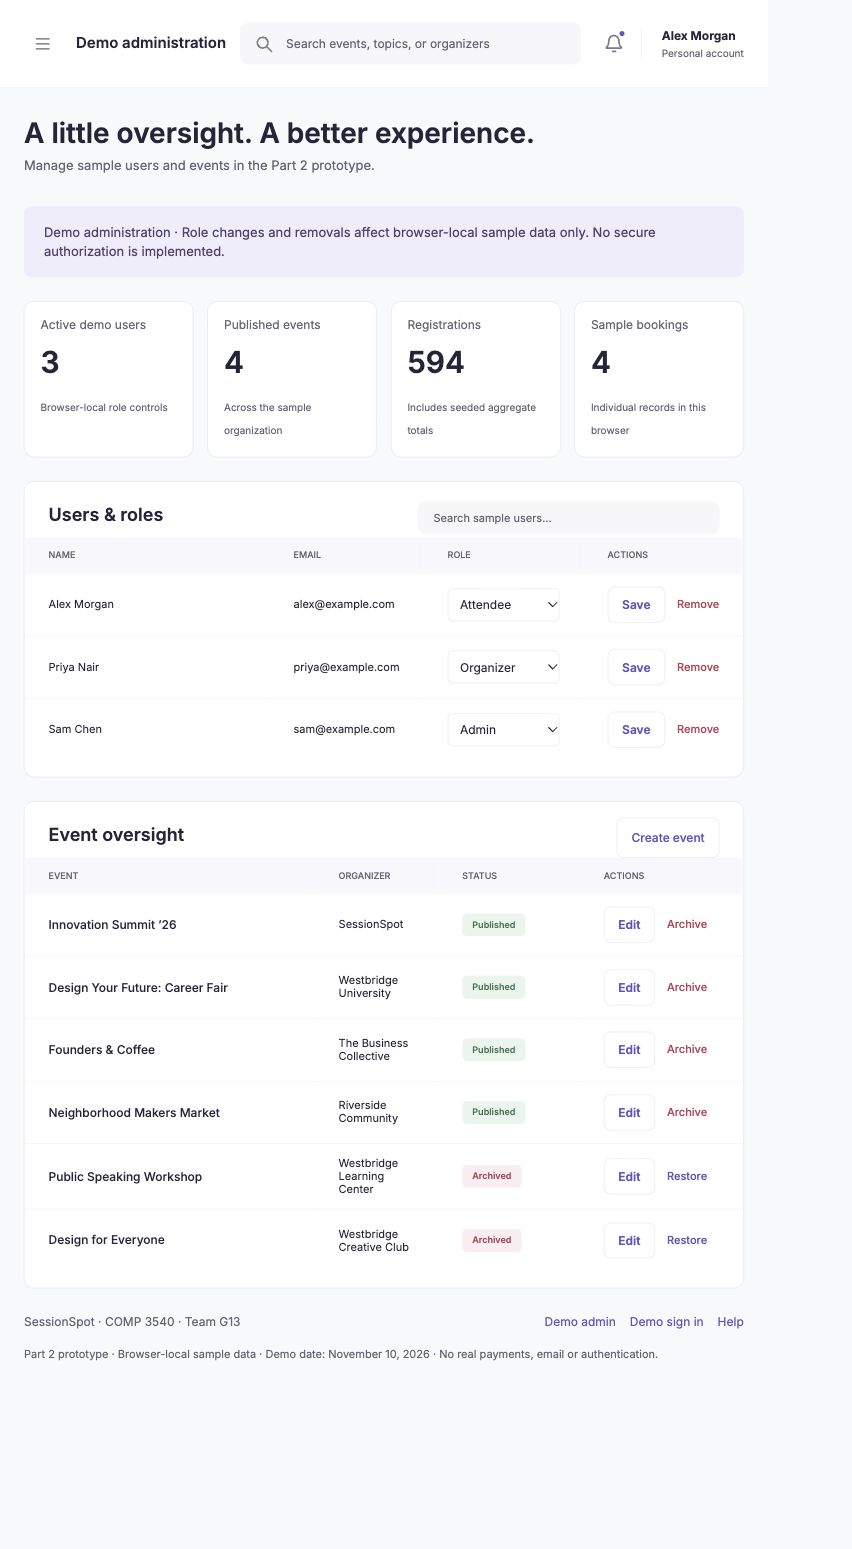 Demo administration
Search events, topics, or organizers
Alex Morgan
Personal account
A little oversight. A better experience.
Manage sample users and events in the Part 2 prototype.
Demo administration · Role changes and removals affect browser-local sample data only. No secure
authorization is implemented.
Active demo users
3
Browser-local role controls
Published events
4
Across the sample
organization
Registrations
594
Includes seeded aggregate
totals
Sample bookings
4
Individual records in this
browser
Users & roles
Search sample users...
NAME EMAIL ROLE ACTIONS
Alex Morgan alex@example.com Attendee Save Remove
Priya Nair priya@example.com Organizer Save Remove
Sam Chen sam@example.com Admin Save Remove
Event oversight
Create event
EVENT ORGANIZER STATUS ACTIONS
Innovation Summit ’26 SessionSpot Published Edit Archive
Design Your Future: Career Fair
Westbridge
University
Published Edit Archive
Founders & Coffee
The Business
Collective
Published Edit Archive
Neighborhood Makers Market
Riverside
Community
Published Edit Archive
Public Speaking Workshop
Westbridge
Learning
Center
Archived Edit Restore
Design for Everyone
Westbridge
Creative Club
Archived Edit Restore
SessionSpot · COMP 3540 · Team G13
Demo admin Demo sign in Help
Part 2 prototype · Browser-local sample data · Demo date: November 10, 2026 · No real payments, email or authentication.